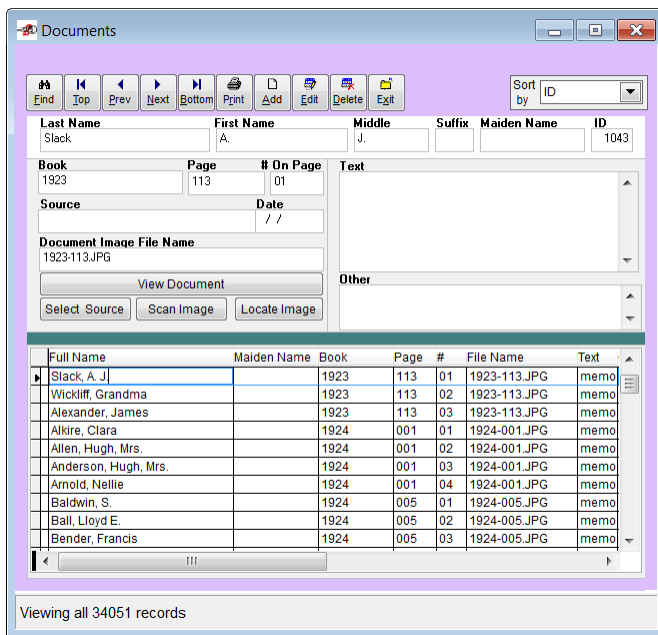 Documents
Find Top Prev Next Bottom Print Add Edit Delete Exit
Sort by ID
Last Name First Name Middle Suffix Maiden Name ID
Slack A. J. 1043
Book Page # On Page Text
1923 113 01
Source Date
/ /
Document Image File Name
1923-113.JPG
View Document
Other
Select Source Scan Image Locate Image
Full Name Maiden Name Book Page # File Name Text
Slack, A. J. 1923 113 01 1923-113.JPG memo
Wickliff, Grandma 1923 113 02 1923-113.JPG memo
Alexander, James 1923 113 03 1923-113.JPG memo
Alkire, Clara 1924 001 01 1924-001.JPG memo
Allen, Hugh, Mrs. 1924 001 02 1924-001.JPG memo
Anderson, Hugh, Mrs. 1924 001 03 1924-001.JPG memo
Arnold, Nellie 1924 001 04 1924-001.JPG memo
Baldwin, S. 1924 005 01 1924-005.JPG memo
Ball, Lloyd E. 1924 005 02 1924-005.JPG memo
Bender, Francis 1924 005 03 1924-005.JPG memo
Viewing all 34051 records